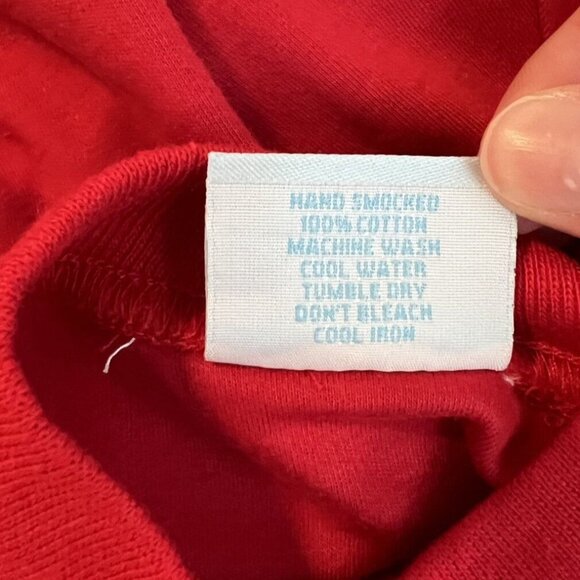 HAND SMOCKED
100% COTTON
MACHINE WASH
COOL WATER
TUMBLE DRY
DON'T BLEACH
COOL IRON